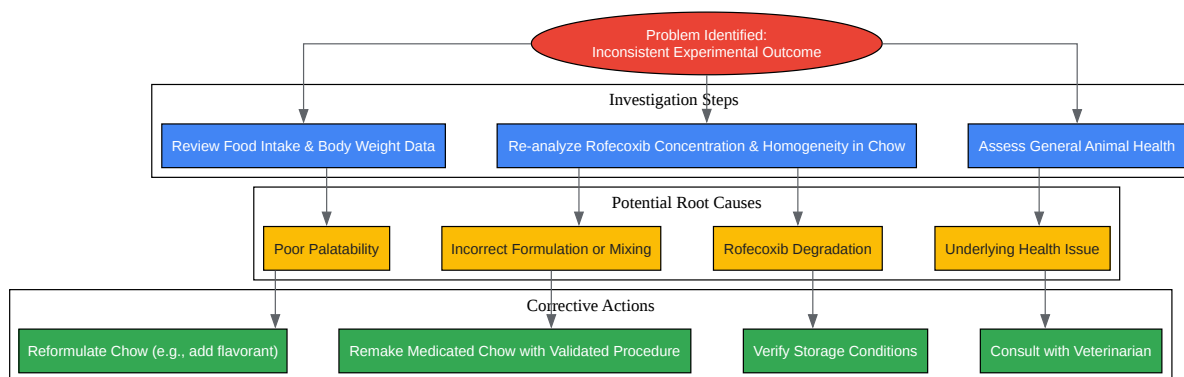 Problem Identified:
Inconsistent Experimental Outcome
Investigation Steps
Review Food Intake & Body Weight Data
Re-analyze Rofecoxib Concentration & Homogeneity in Chow
Assess General Animal Health
Potential Root Causes
Poor Palatability
Incorrect Formulation or Mixing
Rofecoxib Degradation
Underlying Health Issue
Corrective Actions
Reformulate Chow (e.g., add flavorant)
Remake Medicated Chow with Validated Procedure
Verify Storage Conditions
Consult with Veterinarian